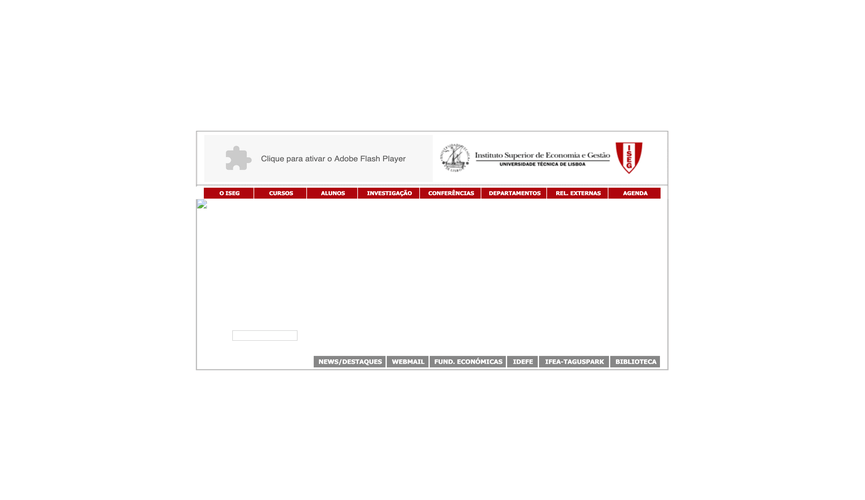 Clique para ativar o Adobe Flash Player
Instituto Superior de Economia e Gestão
UNIVERSIDADE TÉCNICA DE LISBOA
ISEG
O ISEG CURSOS ALUNOS INVESTIGAÇÃO CONFERÊNCIAS DEPARTAMENTOS REL. EXTERNAS AGENDA
NEWS/DESTAQUES WEBMAIL FUND. ECONÓMICAS IDEFE IFEA-TAGUSPARK BIBLIOTECA